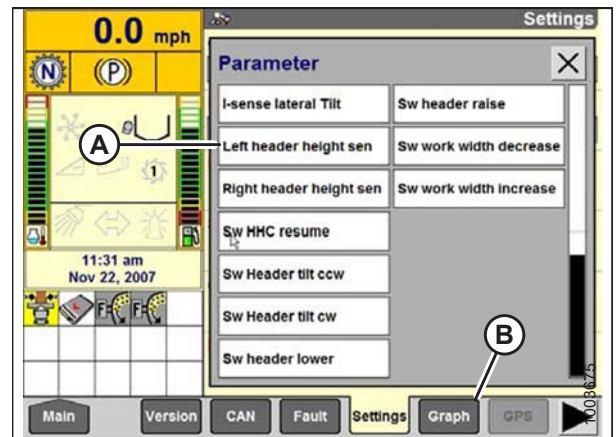 0.0 mph
Settings
N
(P)
Parameter
I-sense lateral Tilt
Sw header raise
A
Left header height sen
Sw work width decrease
1
Right header height sen
Sw work width increase
Sw HHC resume
11:31 am
Nov 22, 2007
Sw Header tilt ccw
Sw Header tilt cw
B
Sw header lower
Main
Version
CAN
Fault
Settings
Graph
GPS
1003675